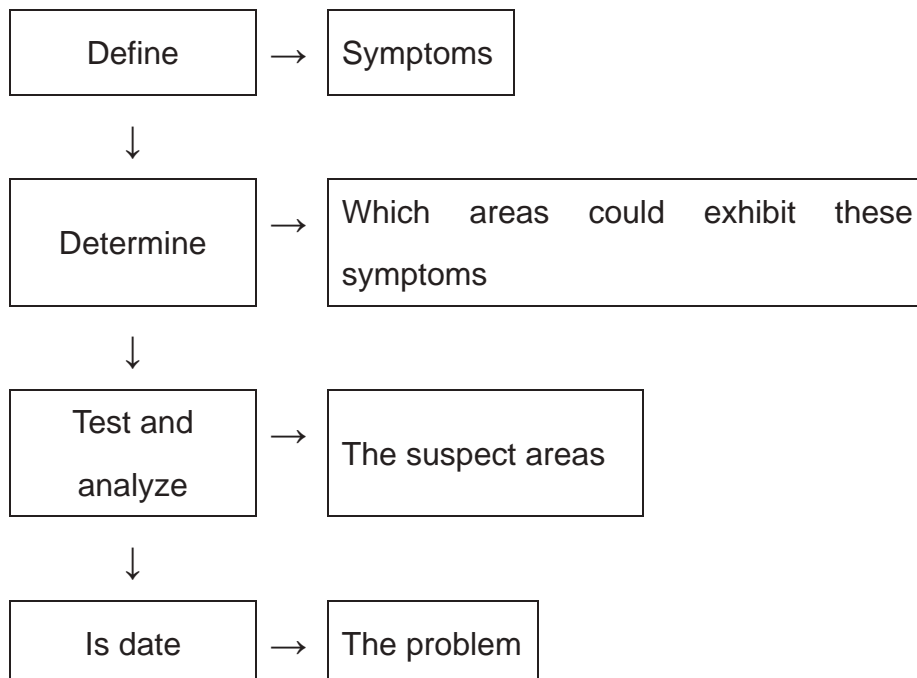 Define → Symptoms
↓
Determine → Which areas could exhibit these
symptoms
↓
Test and
analyze → The suspect areas
↓
Is date → The problem